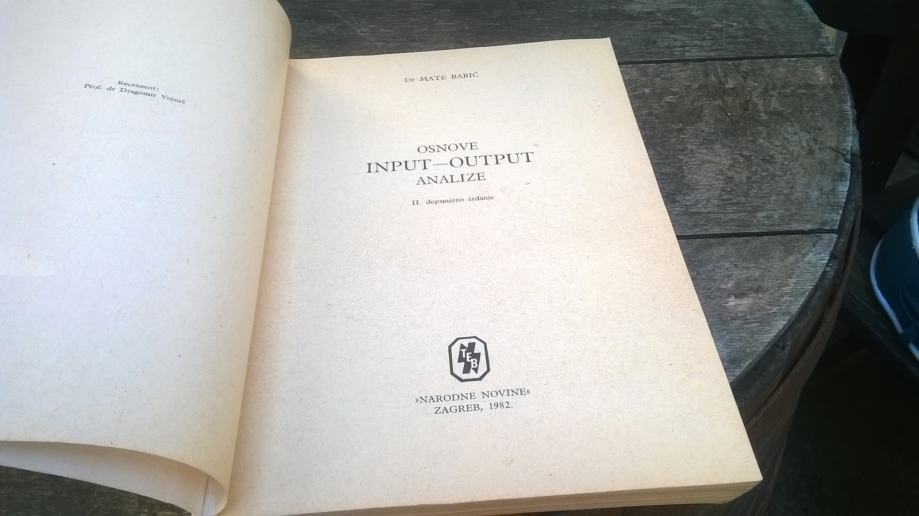 Recenzent:
Prof. dr Dragomir Vojnić
Dr MATE BABIĆ
OSNOVE
INPUT—OUTPUT
ANALIZE
II. dopunjeno izdanje
TEB
»NARODNE NOVINE«
ZAGREB, 1982.